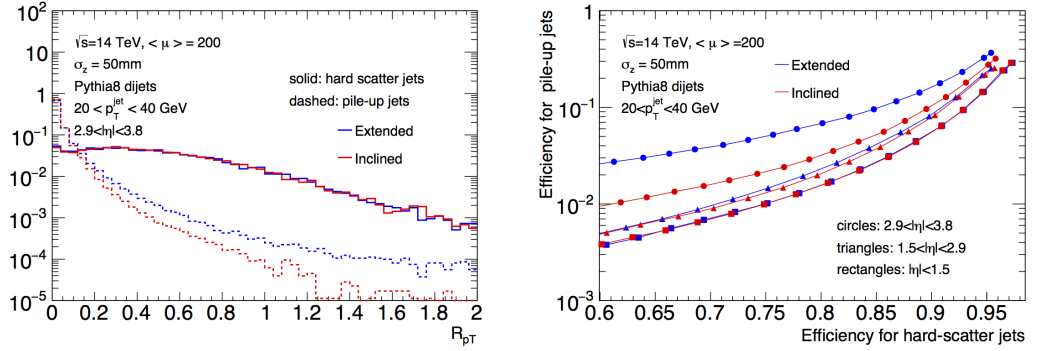 10²
10
1
10⁻¹
10⁻²
10⁻³
10⁻⁴
10⁻⁵
√s=14 TeV, < μ > = 200
σ_z = 50mm
Pythia8 dijets
20 < p_T^jet < 40 GeV
2.9<|η|<3.8
solid: hard scatter jets
dashed: pile-up jets
Extended
Inclined
0 0.2 0.4 0.6 0.8 1 1.2 1.4 1.6 1.8 2
R_pT
Efficiency for pile-up jets
1
10⁻¹
10⁻²
10⁻³
√s=14 TeV, < μ >=200
σ_z = 50mm
Pythia8 dijets
20<p_T^jet<40 GeV
Extended
Inclined
circles: 2.9<|η|<3.8
triangles: 1.5<|η|<2.9
rectangles: |η|<1.5
0.6 0.65 0.7 0.75 0.8 0.85 0.9 0.95
Efficiency for hard-scatter jets